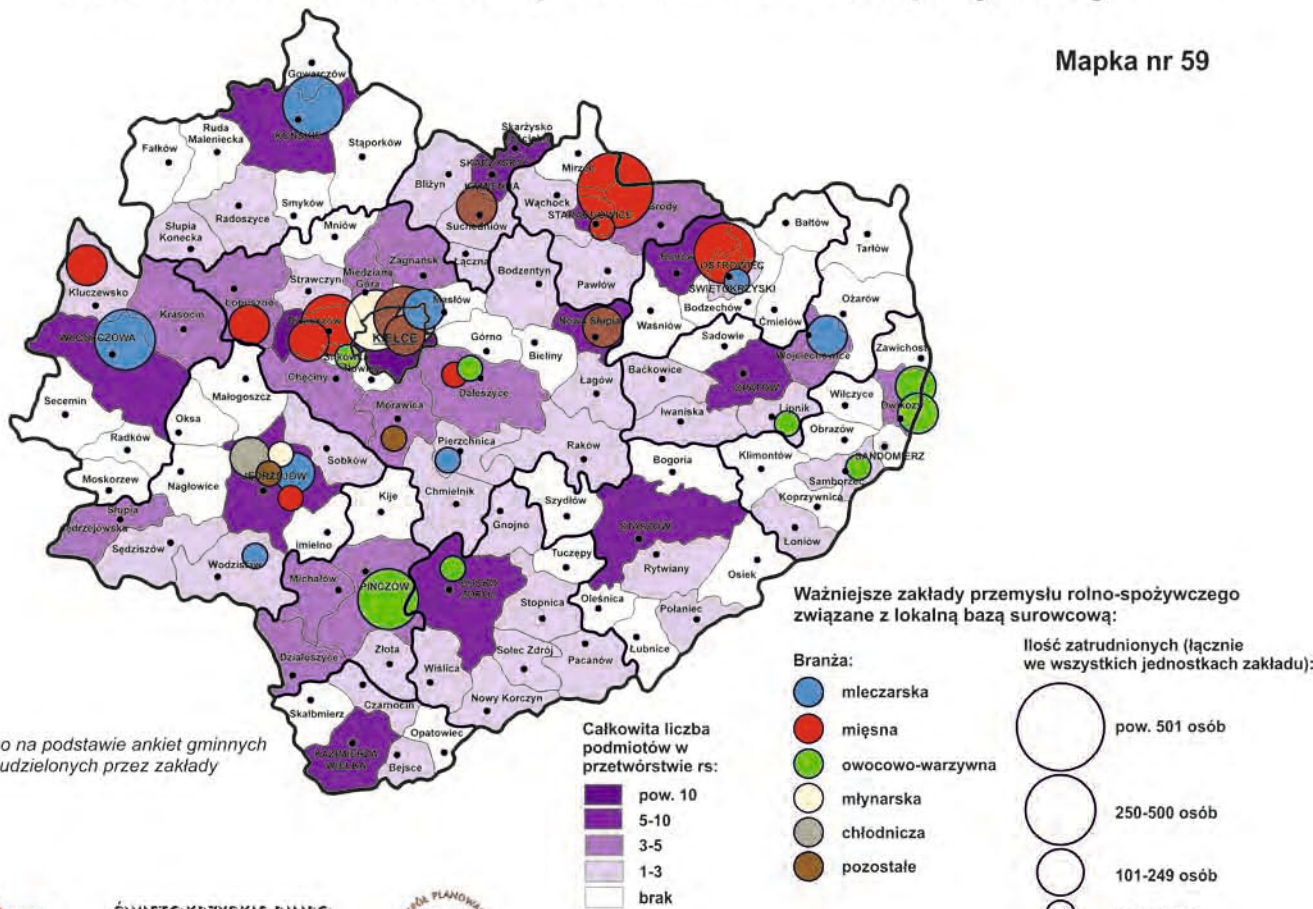 Mapka nr 59
Gowarczów
KOŃSKIE
Ruda
Maleniecka
Fałków
Stąporków
Skarżysko
Bliżyn
Mirzec
Smyków
Radoszyce
Słupia
Konecka
Wąchock
STARACHOWICE
Brody
Suchedniów
Mniów
Bałtów
Tarłów
Zagnańsk
Łączna
Bodzentyn
Pawłów
OSTROWIEC
ŚWIĘTOKRZYSKI
Kluczewsko
Strawczyn
Miedziana
Góra
Łopuszno
Krasocin
Masłów
Bodzechów
Ożarów
Ćmielów
Waśniów
Nowa Słupia
WŁOSZCZOWA
KIELCE
Górno
Bieliny
Sadowie
Wojciechowice
Zawichost
Chęciny
Daleszyce
Łagów
Baćkowice
OPATÓW
Małogoszcz
Secemin
Oksa
Morawica
Iwaniska
Lipnik
Wilczyce
Dwikozy
Obrazów
Radków
Pierzchnica
Raków
Sobków
Bogoria
Klimontów
SANDOMIERZ
Samborzec
Moskorzew
Nagłowice
JĘDRZEJÓW
Kije
Chmielnik
Szydłów
Koprzywnica
Słupia
Gnojno
STASZÓW
Łoniów
Sędziszów
Imielno
Tuczępy
Rytwiany
Osiek
Wodzisław
Michałów
PIŃCZÓW
Stopnica
Oleśnica
Połaniec
Działoszyce
Złota
Wiślica
Solec Zdrój
Pacanów
Łubnice
Nowy Korczyn
Skalbmierz
Czarnocin
Opatowiec
KAZIMIERZA
WIELKA
Bejsce
Ważniejsze zakłady przemysłu rolno-spożywczego
związane z lokalną bazą surowcową:
Branża:
mleczarska
mięsna
owocowo-warzywna
młynarska
chłodnicza
pozostałe
Ilość zatrudnionych (łącznie
we wszystkich jednostkach zakładu):
pow. 501 osób
250-500 osób
101-249 osób
Całkowita liczba
podmiotów w
przetwórstwie rs:
pow. 10
5-10
3-5
1-3
brak
o na podstawie ankiet gminnych
udzielonych przez zakłady